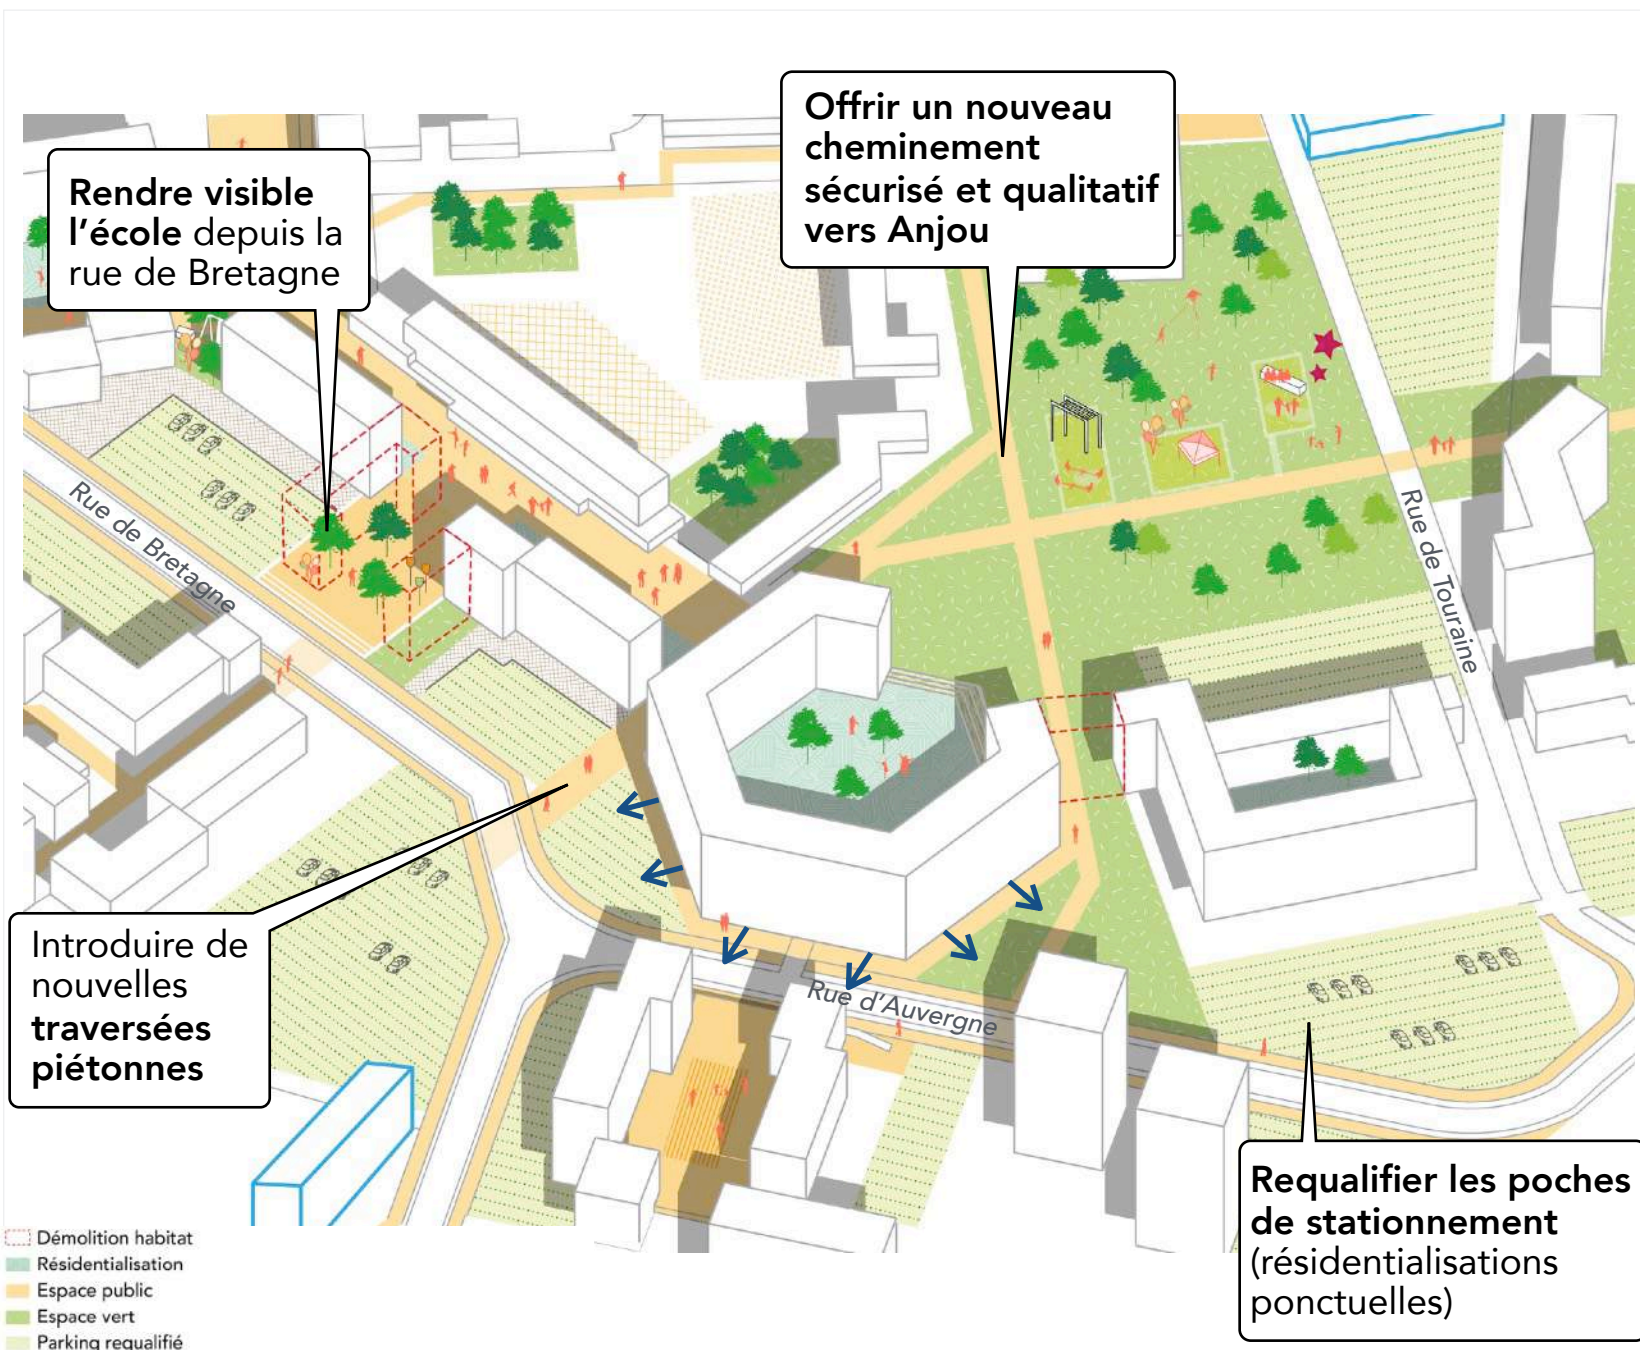 Offrir un nouveau
cheminement
sécurisé et qualitatif
vers Anjou
Rendre visible
l'école depuis la
rue de Bretagne
Rue de Bretagne
Rue de Touraine
Introduire de
nouvelles
traversées
piétonnes
Rue d'Auvergne
Requalifier les poches
de stationnement
(résidentialisations
ponctuelles)
Démolition habitat
Résidentialisation
Espace public
Espace vert
Parking requalifié